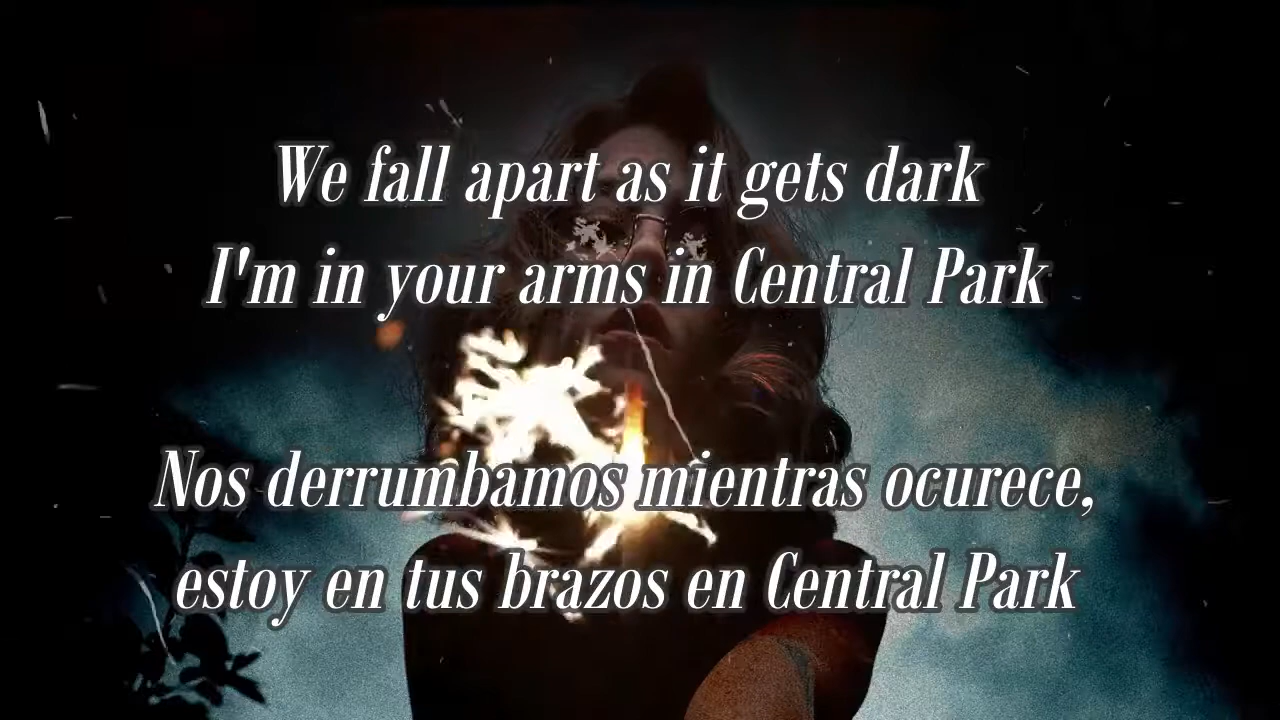 We fall apart as it gets dark
I'm in your arms in Central Park
Nos derrumbamos mientras ocurece,
estoy en tus brazos en Central Park